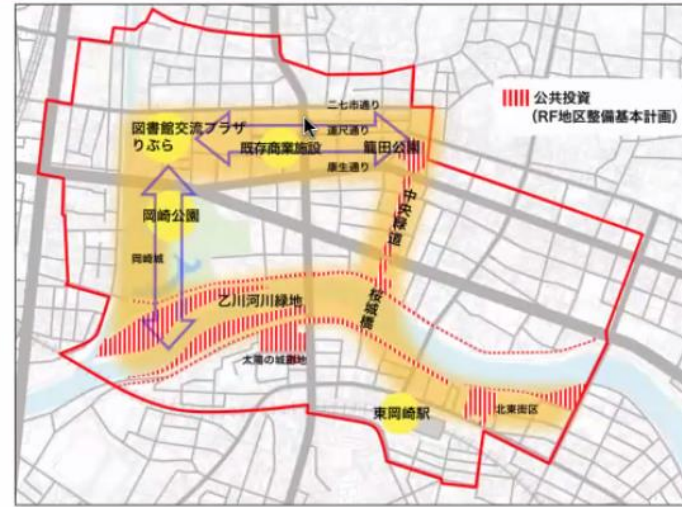 公共投資
(RF地区整備基本計画)
二七市通り
図書館交流プラザ
りぶら
連尺通り
既存商業施設
籠田公園
康生通り
中央緑道
岡崎公園
岡崎城
乙川河川緑地
桜城橋
太陽の城跡地
東岡崎駅
北東街区